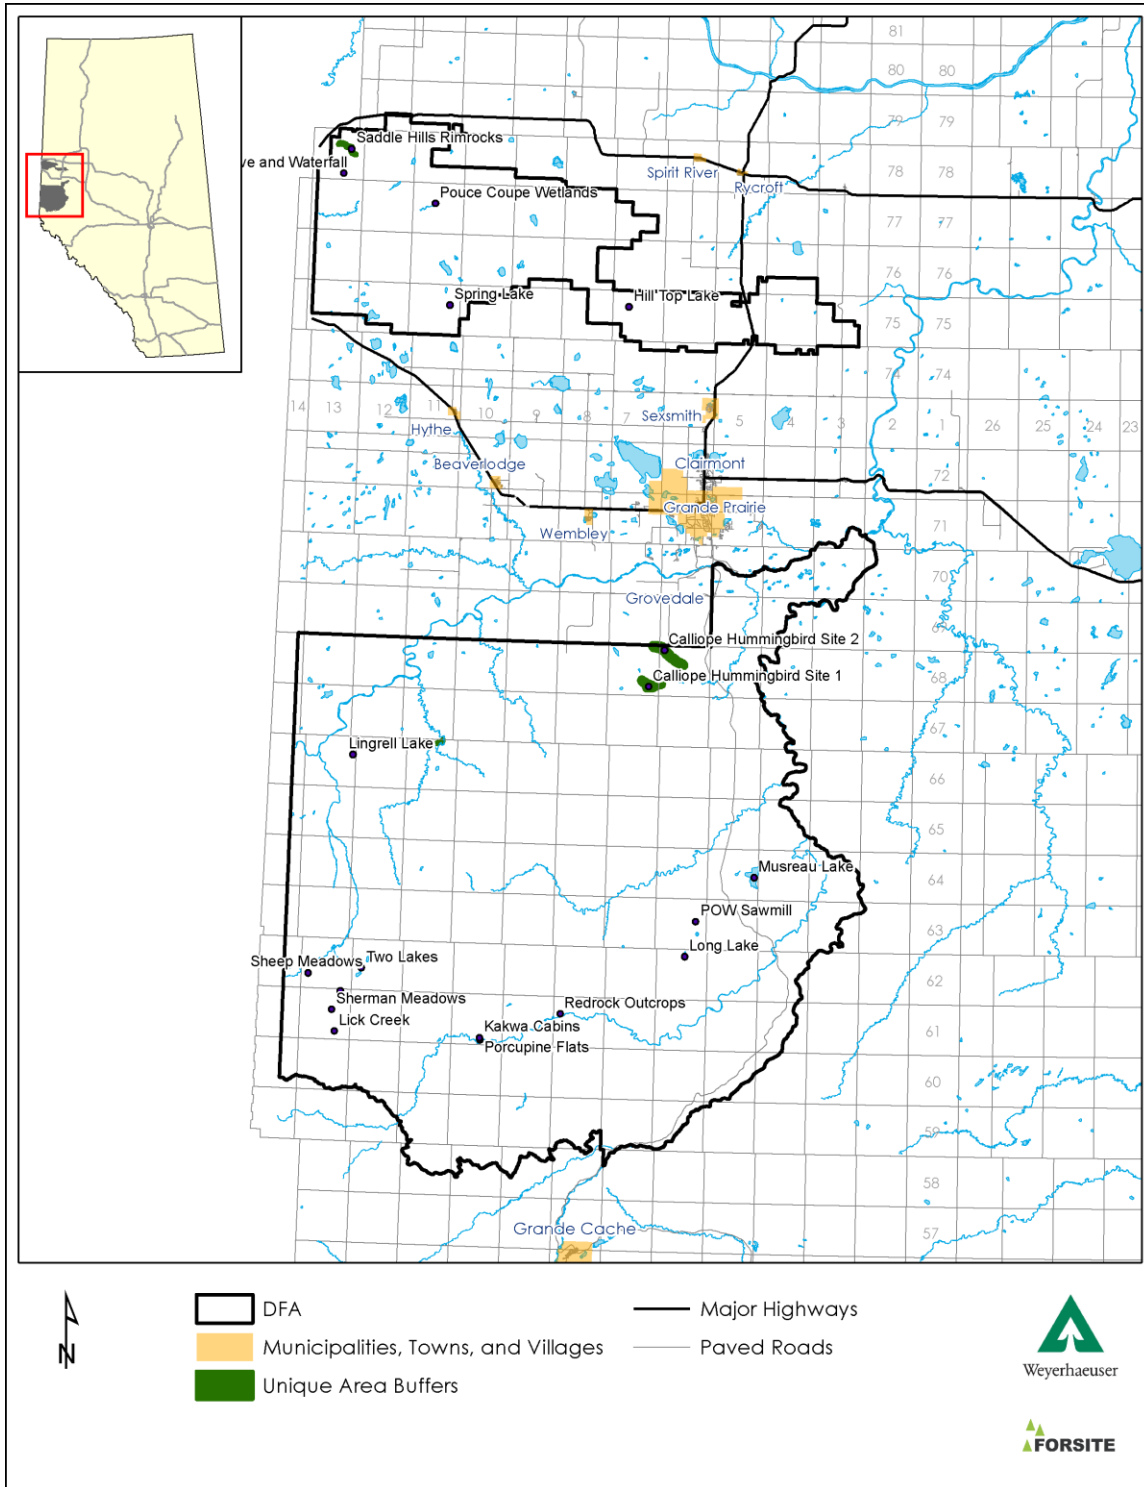 81
80 80
79 79
Saddle Hills Rimrocks
ve and Waterfall
Spirit River
78 78
Rycroft
Pouce Coupe Wetlands
77 77
76 76
Spring Lake
Hill Top Lake
75 75
74 74
14 13 12 11 10 9 8 7 5 4 3 2 1 26 25 24 23
Sexsmith
Hythe
Beaverlodge
Clairmont
72
Grande Prairie
71
Wembley
70
Grovedale
69
Calliope Hummingbird Site 2
Calliope Hummingbird Site 1
68
67
Lingrell Lake
66
65
Musreau Lake
64
POW Sawmill
63
Long Lake
Sheep Meadows
Two Lakes
62
Sherman Meadows
Redrock Outcrops
Lick Creek
Kakwa Cabins
61
Porcupine Flats
60
59
58
Grande Cache
57
N
DFA
Municipalities, Towns, and Villages
Unique Area Buffers
Major Highways
Paved Roads
Weyerhaeuser
FORSITE